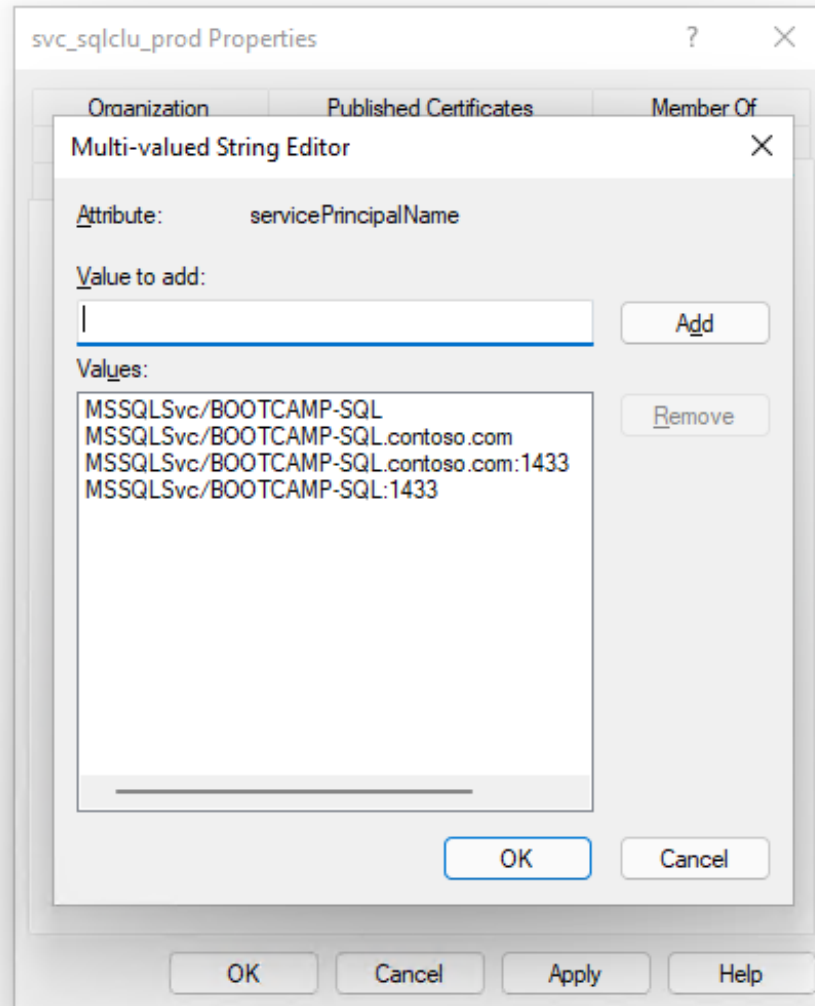 svc_sqlclu_prod Properties
?
Organization Published Certificates Member Of
Multi-valued String Editor
Attribute: servicePrincipalName
Value to add:
Add
Values:
MSSQLSvc/BOOTCAMP-SQL
MSSQLSvc/BOOTCAMP-SQL.contoso.com
MSSQLSvc/BOOTCAMP-SQL.contoso.com:1433
MSSQLSvc/BOOTCAMP-SQL:1433
Remove
OK Cancel
OK Cancel Apply Help